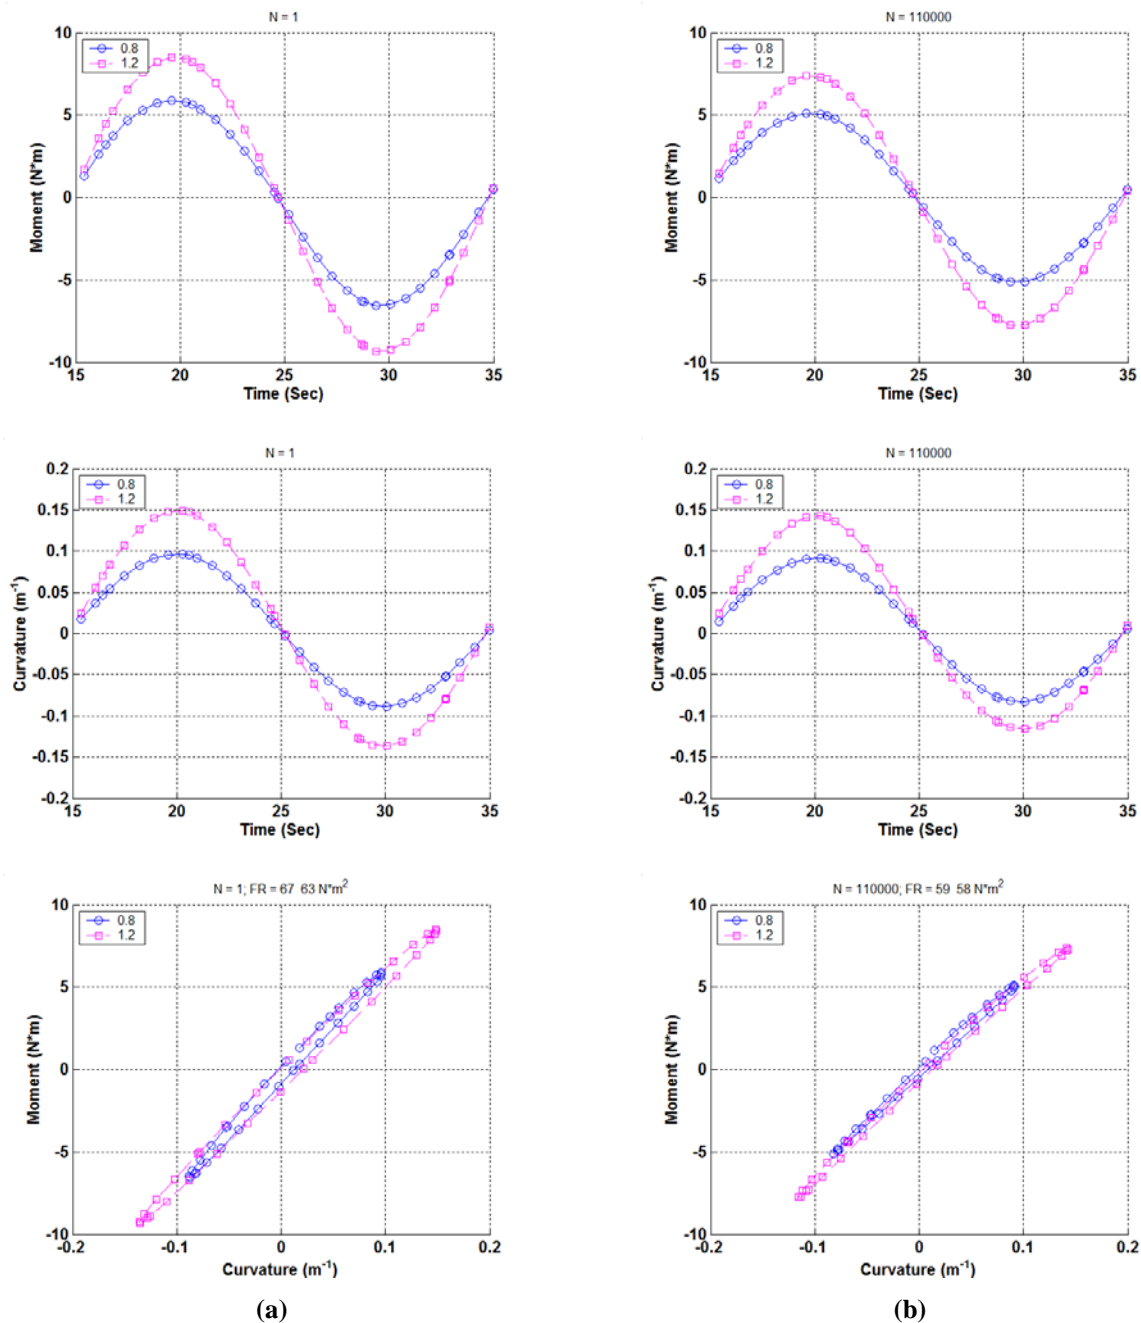 N = 1
10
5
0
-5
-10
Moment (N*m)
0.8
1.2
15 20 25 30 35
Time (Sec)
N = 110000
10
5
0
-5
-10
Moment (N*m)
0.8
1.2
15 20 25 30 35
Time (Sec)
N = 1
0.2
0.15
0.1
0.05
0
-0.05
-0.1
-0.15
-0.2
Curvature (m⁻¹)
0.8
1.2
15 20 25 30 35
Time (Sec)
N = 110000
0.2
0.15
0.1
0.05
0
-0.05
-0.1
-0.15
-0.2
Curvature (m⁻¹)
0.8
1.2
15 20 25 30 35
Time (Sec)
N = 1; FR = 67 63 N*m²
10
5
0
-5
-10
Moment (N*m)
0.8
1.2
-0.2 -0.1 0 0.1 0.2
Curvature (m⁻¹)
(a)
N = 110000; FR = 59 58 N*m²
10
5
0
-5
-10
Moment (N*m)
0.8
1.2
-0.2 -0.1 0 0.1 0.2
Curvature (m⁻¹)
(b)